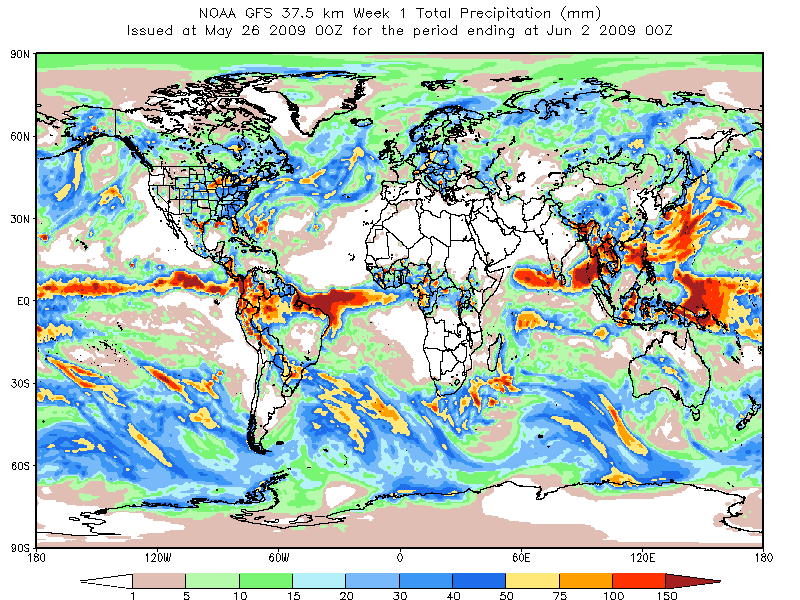 NOAA GFS 37.5 km Week 1 Total Precipitation (mm)
Issued at May 26 2009 00Z for the period ending at Jun 2 2009 00Z
90N
60N
30N
EQ
30S
60S
90S
180 120W 60W 0 60E 120E 180
1 5 10 15 20 30 40 50 75 100 150